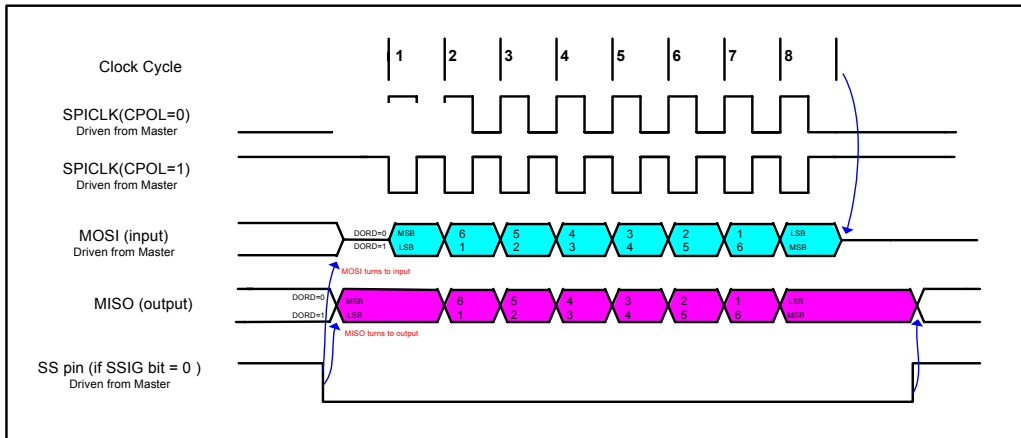 Clock Cycle
1 2 3 4 5 6 7 8
SPICLK(CPOL=0)
Driven from Master
SPICLK(CPOL=1)
Driven from Master
MOSI (input)
Driven from Master
DORD=0 MSB 6 5 4 3 2 1 LSB
DORD=1 LSB 1 2 3 4 5 6 MSB
MOSI turns to input
MISO (output)
DORD=0 MSB 6 5 4 3 2 1 LSB
DORD=1 LSB 1 2 3 4 5 6 MSB
MISO turns to output
SS pin (if SSIG bit = 0 )
Driven from Master